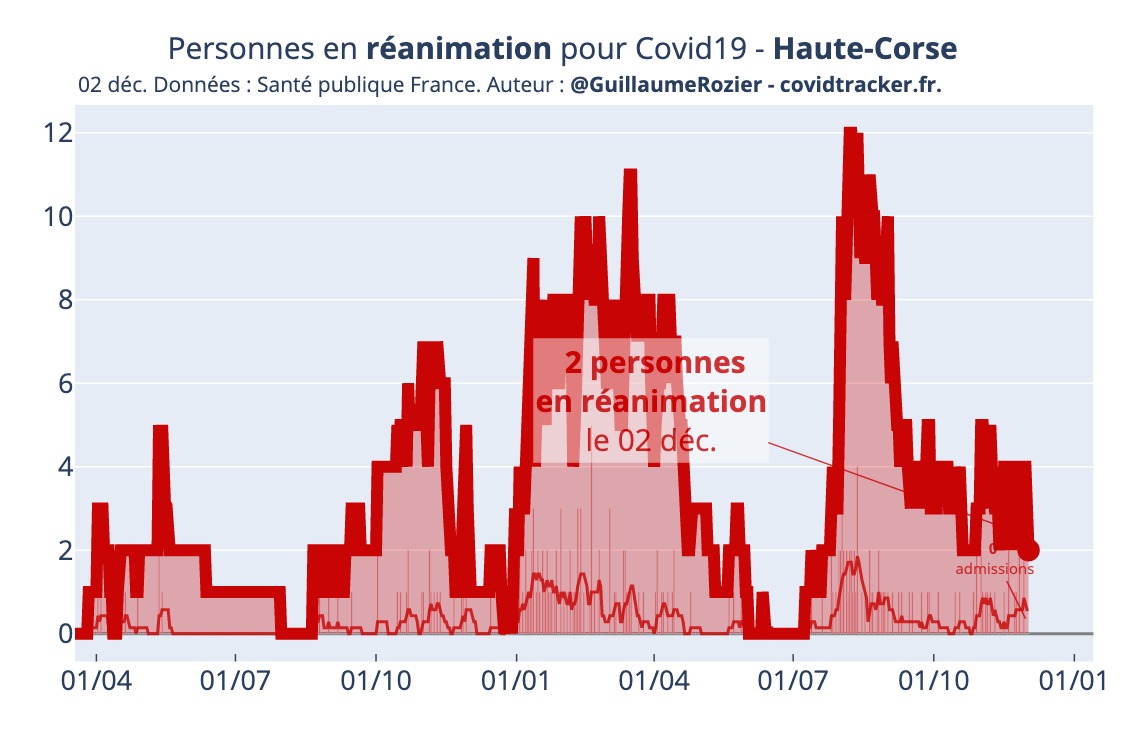 Personnes en réanimation pour Covid19 - Haute-Corse
02 déc. Données : Santé publique France. Auteur : @GuillaumeRozier - covidtracker.fr.
12
10
8
6
4
2
0
2 personnes
en réanimation
le 02 déc.
0
admissions
01/04
01/07
01/10
01/01
01/04
01/07
01/10
01/01